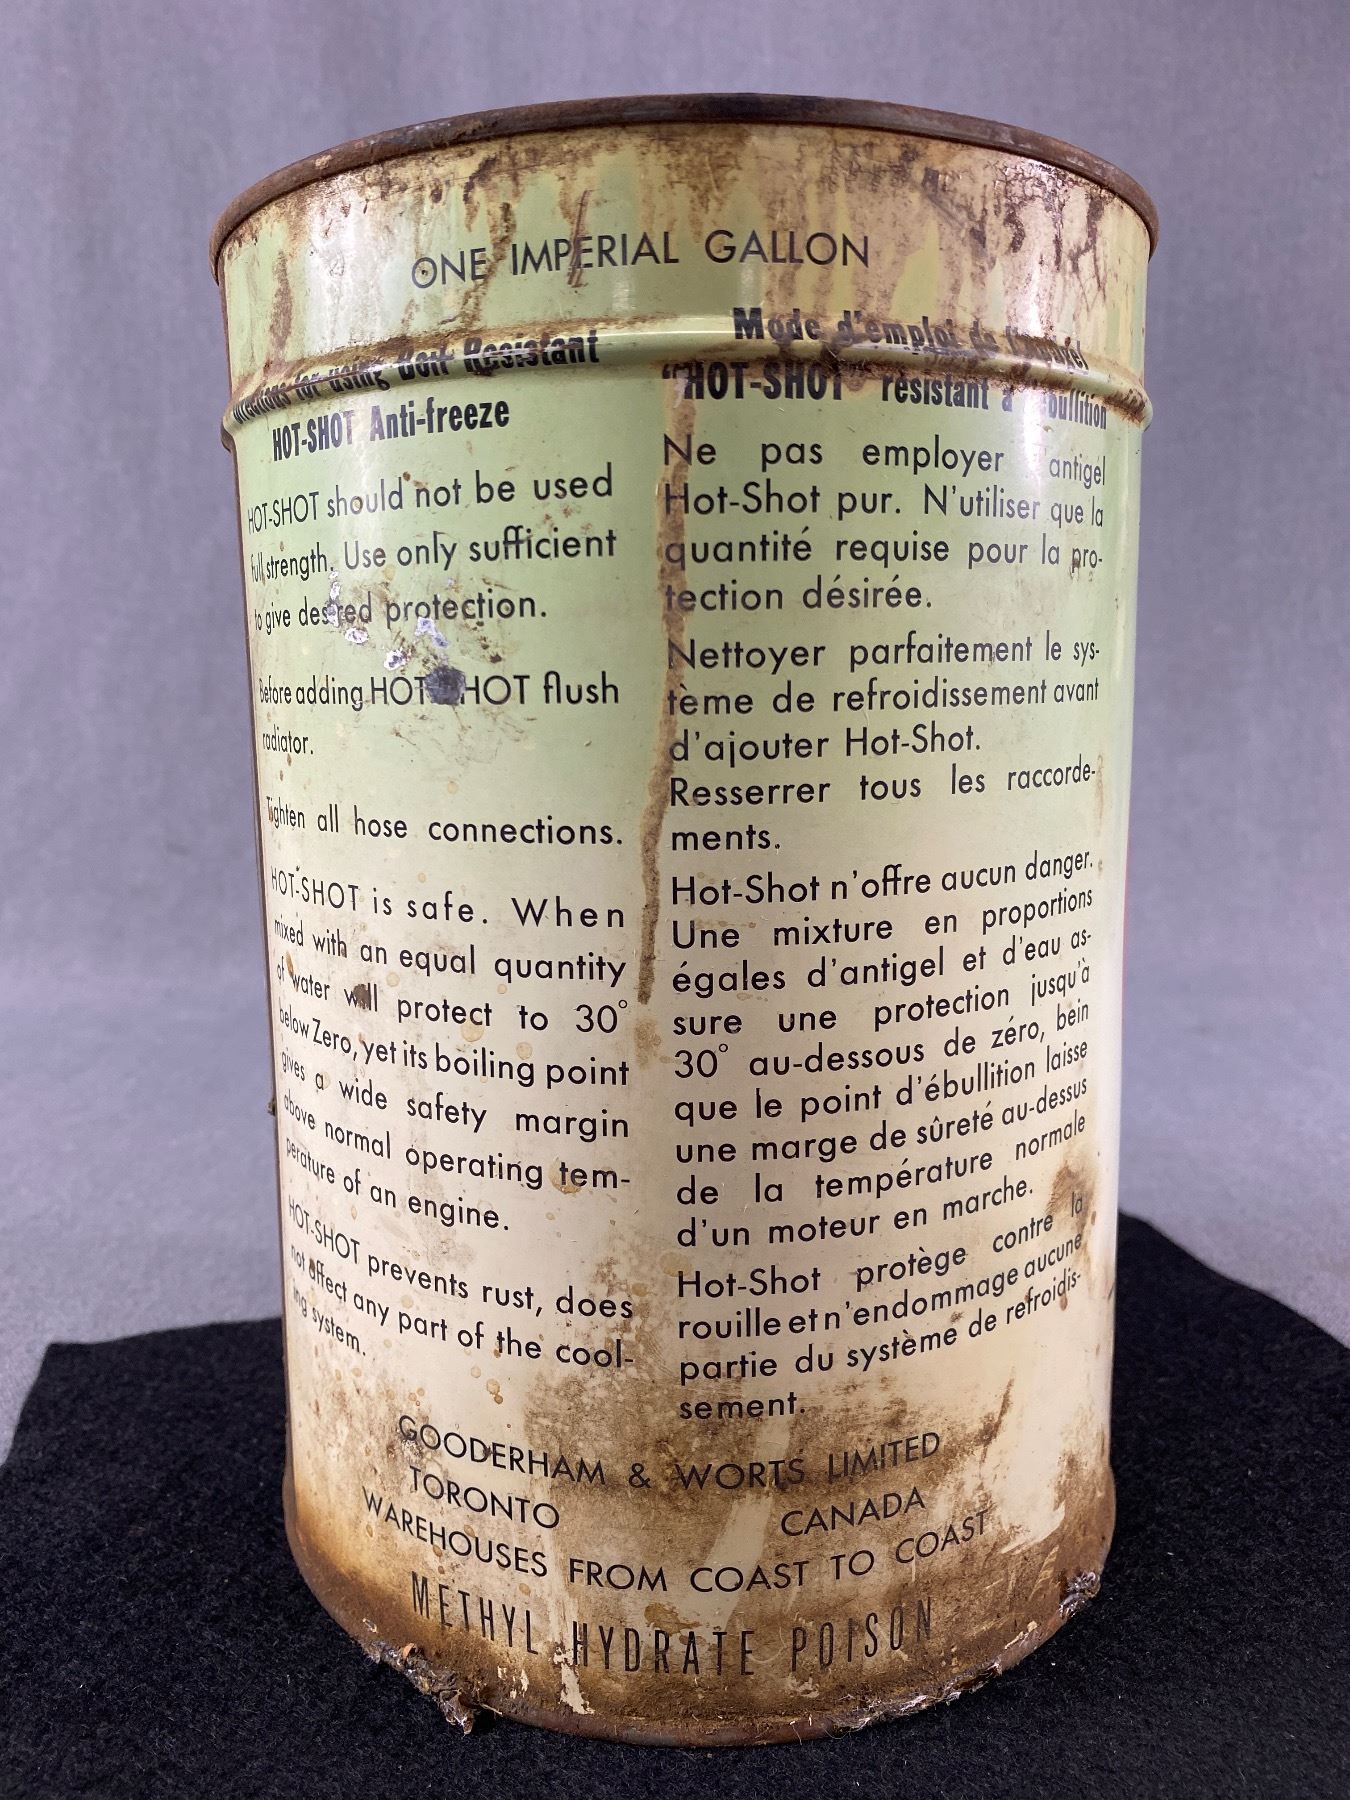 ONE IMPERIAL GALLON
Directions for using Boil Resistant
HOT-SHOT Anti-freeze
HOT-SHOT should not be used
full strength. Use only sufficient
to give desired protection.
Before adding HOT-SHOT flush
radiator.
Tighten all hose connections.
HOT-SHOT is safe. When
mixed with an equal quantity
of water will protect to 30°
below Zero, yet its boiling point
gives a wide safety margin
above normal operating tem-
perature of an engine.
HOT-SHOT prevents rust, does
not affect any part of the cool-
ing system.
Mode d'emploi de l'antigel
"HOT-SHOT" résistant à l'ébullition
Ne pas employer l'antigel
Hot-Shot pur. N'utiliser que la
quantité requise pour la pro-
tection désirée.
Nettoyer parfaitement le sys-
tème de refroidissement avant
d'ajouter Hot-Shot.
Resserrer tous les raccorde-
ments.
Hot-Shot n'offre aucun danger.
Une mixture en proportions
égales d'antigel et d'eau as-
sure une protection jusqu'à
30° au-dessous de zéro, bein
que le point d'ébullition laisse
une marge de sûreté au-dessus
de la température normale
d'un moteur en marche.
Hot-Shot protège contre la
rouille et n'endommage aucune
partie du système de refroidis-
sement.
GOODERHAM & WORTS LIMITED
TORONTO CANADA
WAREHOUSES FROM COAST TO COAST
METHYL HYDRATE POISON